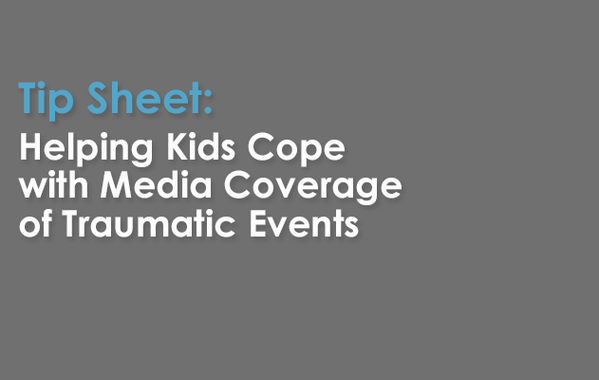 Tip Sheet:
Helping Kids Cope
with Media Coverage
of Traumatic Events